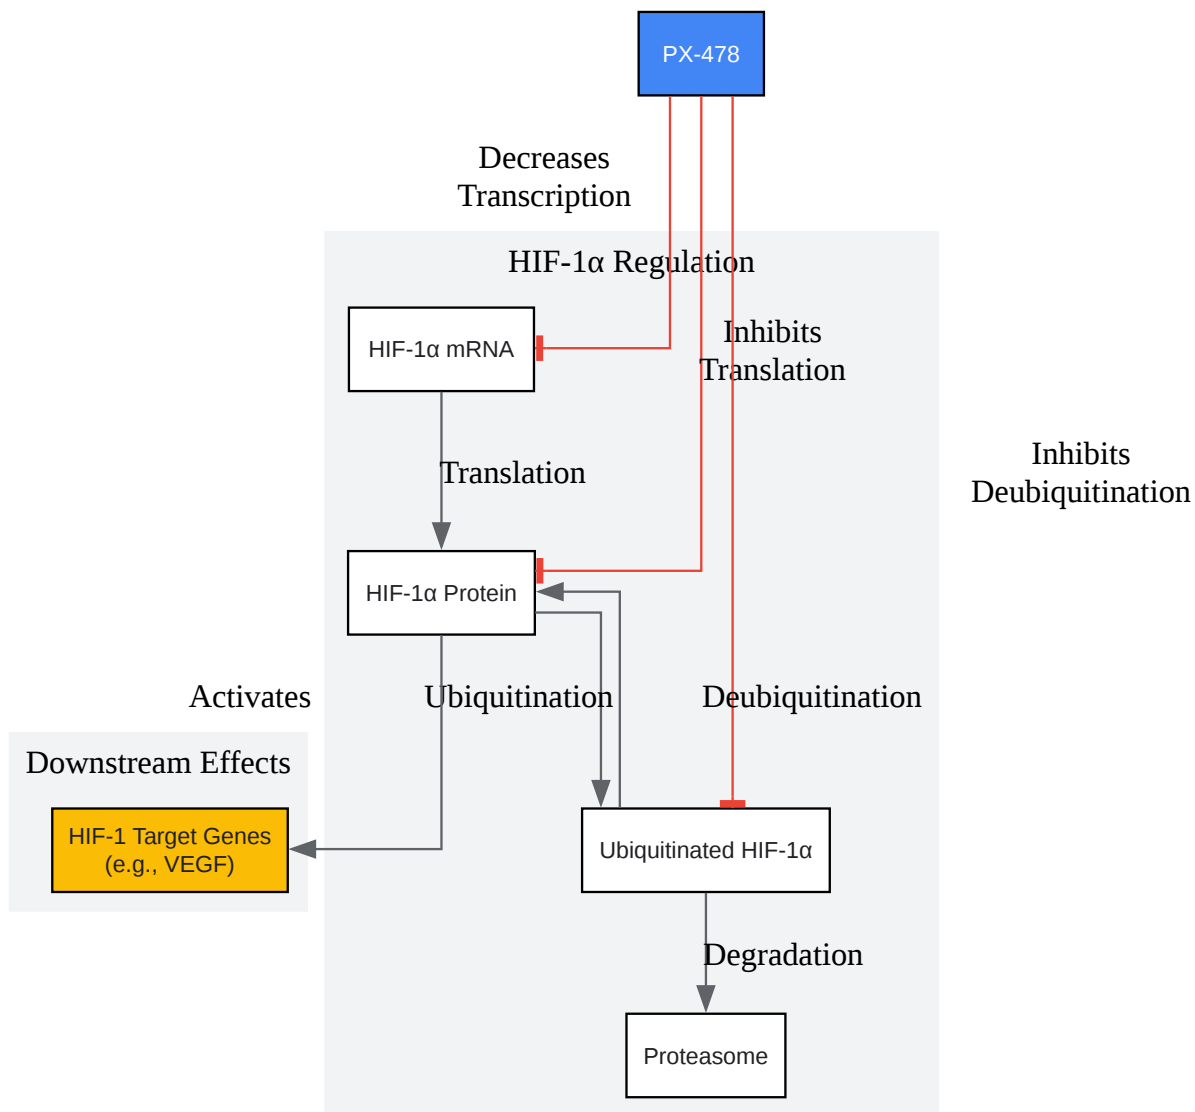 PX-478
Decreases
Transcription
HIF-1α Regulation
Inhibits
Translation
HIF-1α mRNA
Inhibits
Deubiquitination
Translation
HIF-1α Protein
Activates
Ubiquitination
Deubiquitination
Downstream Effects
HIF-1 Target Genes
(e.g., VEGF)
Ubiquitinated HIF-1α
Degradation
Proteasome